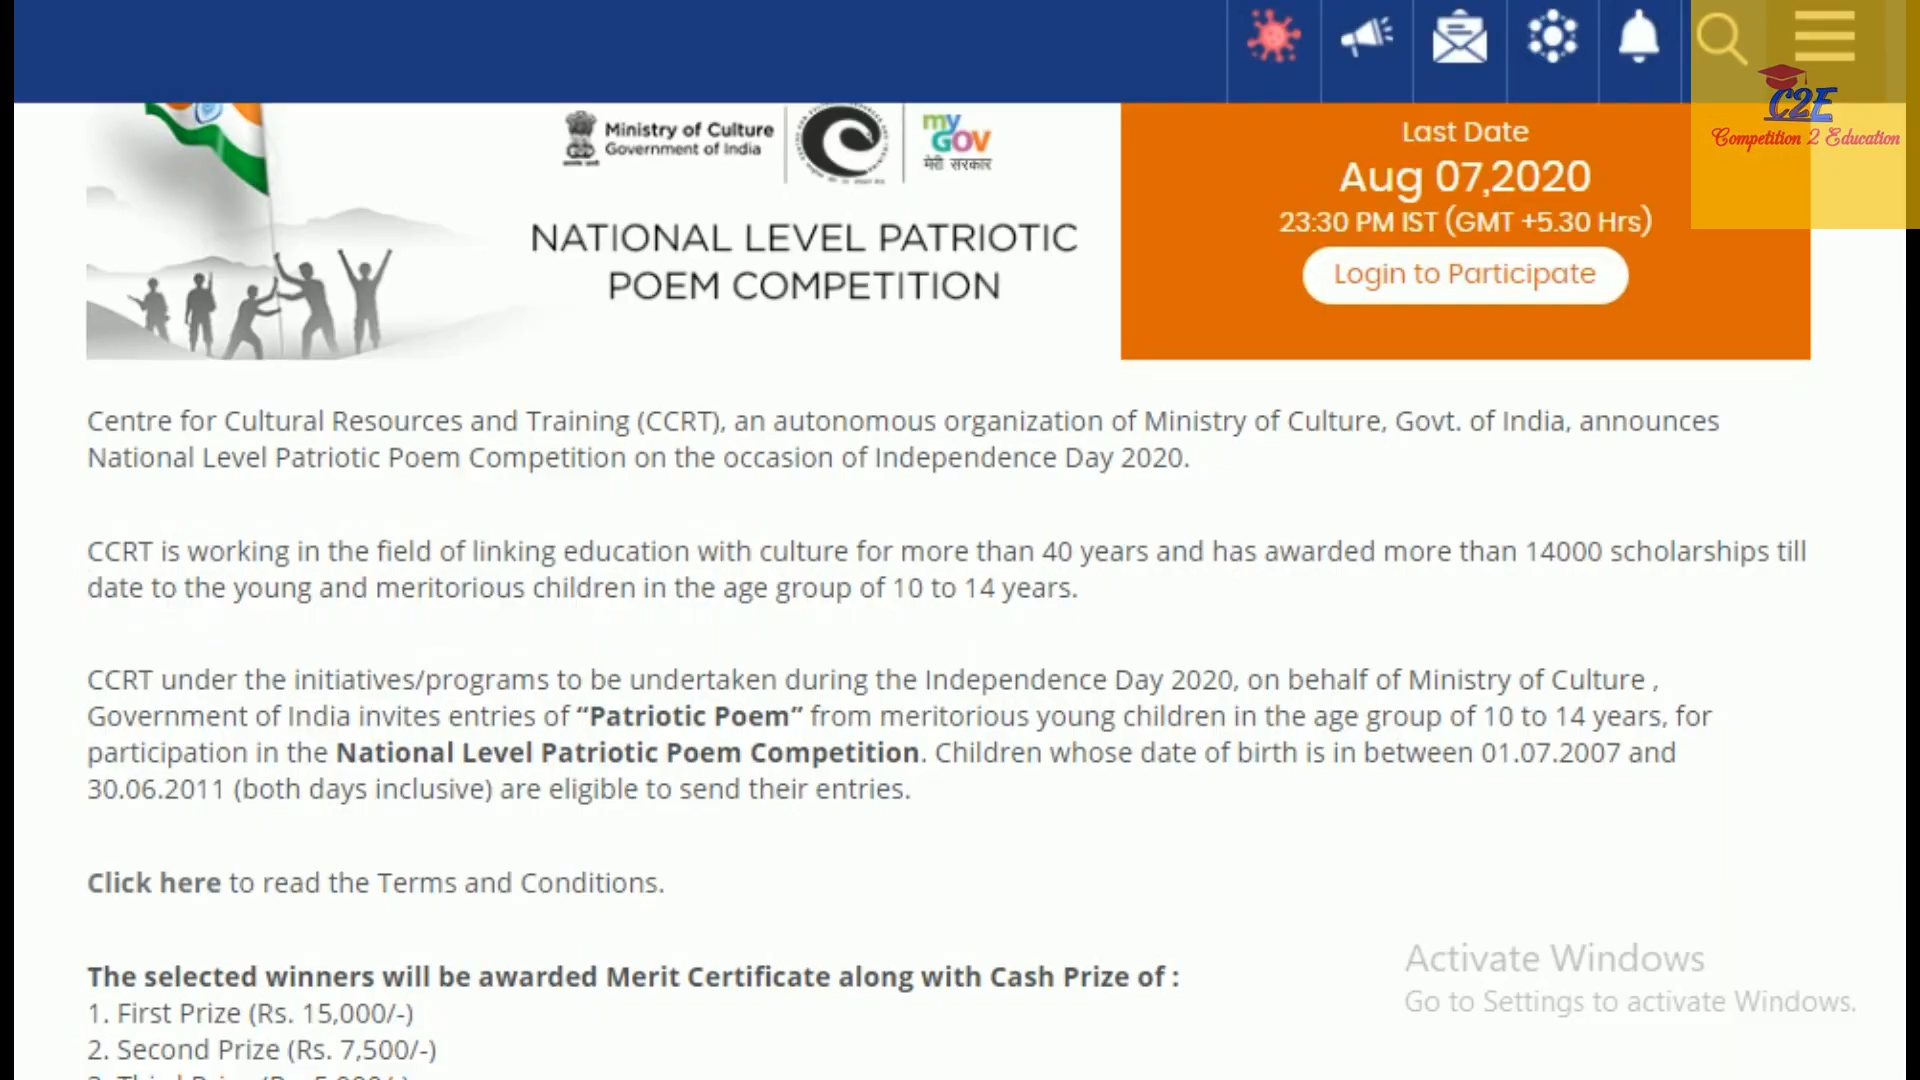 C2E
Competition 2 Education
Ministry of Culture
Government of India
my
GOV
मेरी सरकार
NATIONAL LEVEL PATRIOTIC
POEM COMPETITION
Last Date
Aug 07,2020
23:30 PM IST (GMT +5.30 Hrs)
Login to Participate
Centre for Cultural Resources and Training (CCRT), an autonomous organization of Ministry of Culture, Govt. of India, announces
National Level Patriotic Poem Competition on the occasion of Independence Day 2020.
CCRT is working in the field of linking education with culture for more than 40 years and has awarded more than 14000 scholarships till
date to the young and meritorious children in the age group of 10 to 14 years.
CCRT under the initiatives/programs to be undertaken during the Independence Day 2020, on behalf of Ministry of Culture ,
Government of India invites entries of “Patriotic Poem” from meritorious young children in the age group of 10 to 14 years, for
participation in the National Level Patriotic Poem Competition. Children whose date of birth is in between 01.07.2007 and
30.06.2011 (both days inclusive) are eligible to send their entries.
Click here to read the Terms and Conditions.
The selected winners will be awarded Merit Certificate along with Cash Prize of :
1. First Prize (Rs. 15,000/-)
2. Second Prize (Rs. 7,500/-)
Activate Windows
Go to Settings to activate Windows.